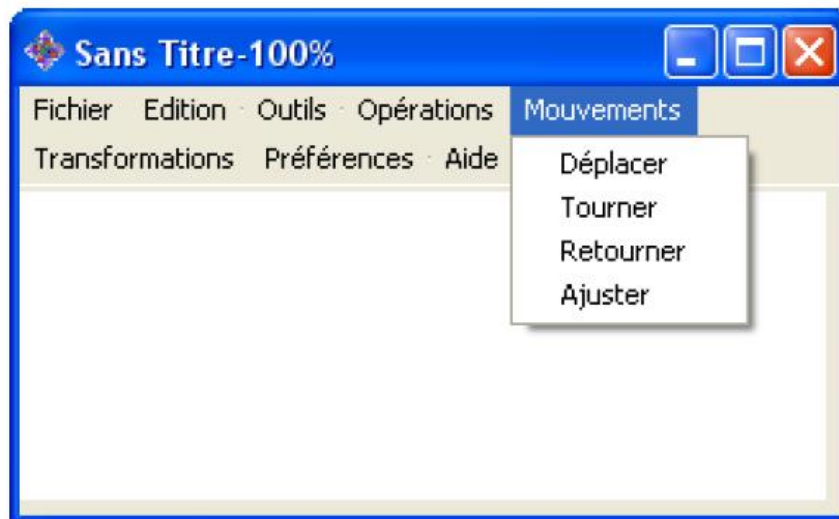 Sans Titre-100%
Fichier Edition Outils Opérations Mouvements
Transformations Préférences Aide
Déplacer
Tourner
Retourner
Ajuster